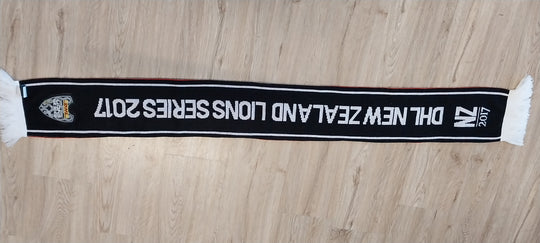 NZ
2017
DHL NEW ZEALAND LIONS SERIES 2017